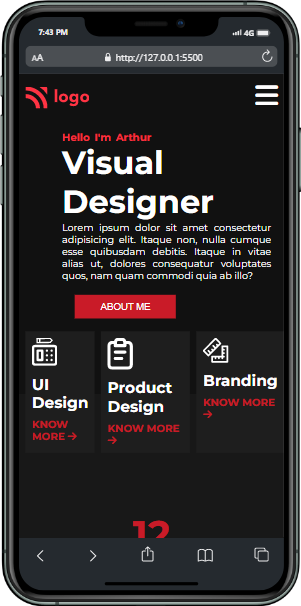 7:43 PM
4G
AA
http://127.0.0.1:5500
logo
Hello I'm Arthur
Visual
Designer
Lorem ipsum dolor sit amet consectetur
adipisicing elit. Itaque non, nulla cumque
esse quibusdam debitis. Itaque in vitae
alias ut, dolores consequatur voluptates
quos, nam quam commodi quia ab illo?
ABOUT ME
UI
Design
KNOW
MORE →
Product
Design
KNOW MORE
→
Branding
KNOW MORE
→
12